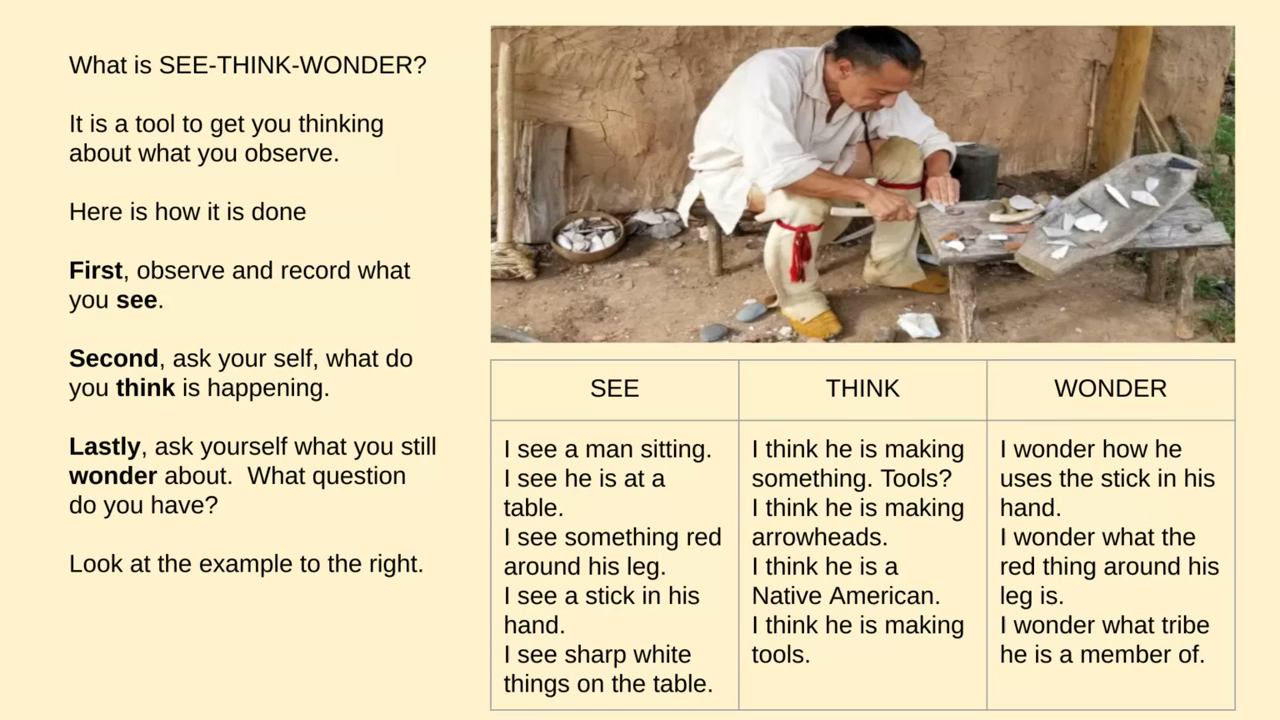 What is SEE-THINK-WONDER?
It is a tool to get you thinking
about what you observe.
Here is how it is done
First, observe and record what
you see.
Second, ask your self, what do
you think is happening.
Lastly, ask yourself what you still
wonder about.  What question
do you have?
Look at the example to the right.
SEE
THINK
WONDER
I see a man sitting.
I see he is at a
table.
I see something red
around his leg.
I see a stick in his
hand.
I see sharp white
things on the table.
I think he is making
something. Tools?
I think he is making
arrowheads.
I think he is a
Native American.
I think he is making
tools.
I wonder how he
uses the stick in his
hand.
I wonder what the
red thing around his
leg is.
I wonder what tribe
he is a member of.